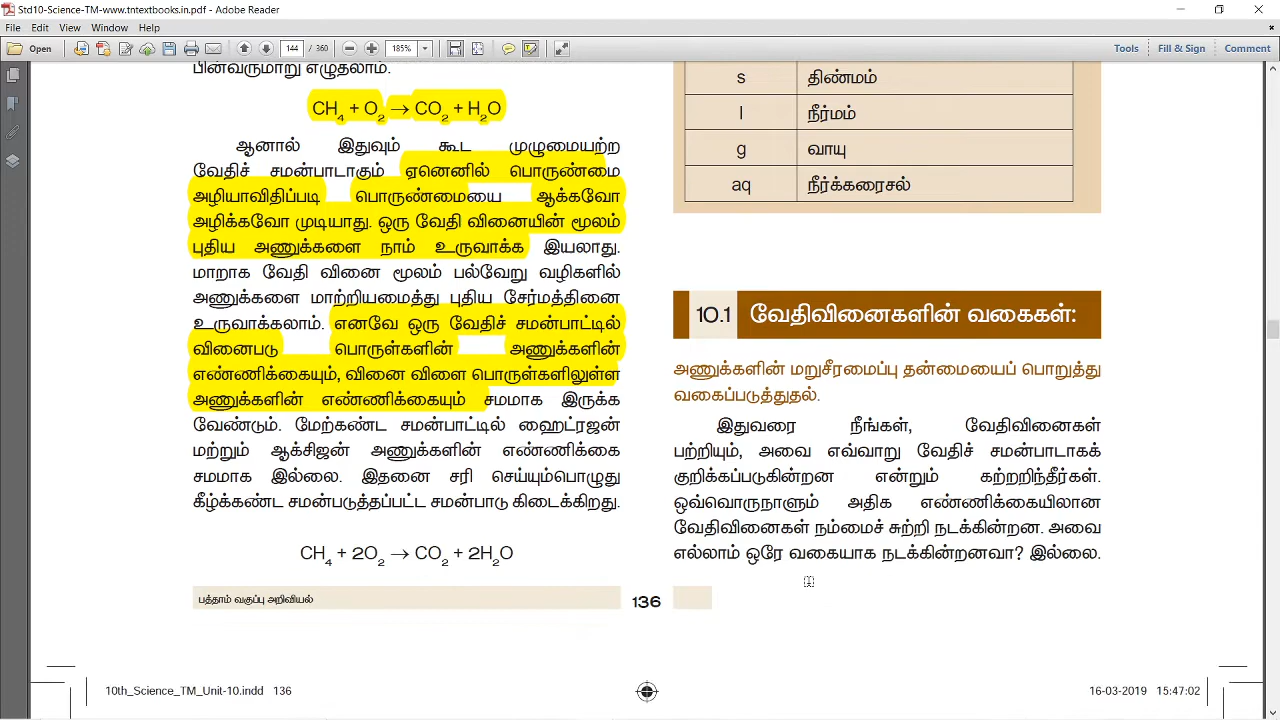 Std10-Science-TM-www.tntextbooks.in.pdf - Adobe Reader
File Edit View Window Help
Open 144 / 360 185% Tools Fill & Sign Comment
பின்வருமாறு எழுதலாம்.
CH₄ + O₂ → CO₂ + H₂O
ஆனால் இதுவும் கூட முழுமையற்ற
வேதிச் சமன்பாடாகும் ஏனெனில் பொருண்மை
அழியாவிதிப்படி பொருண்மையை ஆக்கவோ
அழிக்கவோ முடியாது. ஒரு வேதி வினையின் மூலம்
புதிய அணுக்களை நாம் உருவாக்க இயலாது.
மாறாக வேதி வினை மூலம் பல்வேறு வழிகளில்
அணுக்களை மாற்றியமைத்து புதிய சேர்மத்தினை
உருவாக்கலாம். எனவே ஒரு வேதிச் சமன்பாட்டில்
வினைபடு பொருள்களின் அணுக்களின்
எண்ணிக்கையும், வினை விளை பொருள்களிலுள்ள
அணுக்களின் எண்ணிக்கையும் சமமாக இருக்க
வேண்டும். மேற்கண்ட சமன்பாட்டில் ஹைட்ரஜன்
மற்றும் ஆக்சிஜன் அணுக்களின் எண்ணிக்கை
சமமாக இல்லை. இதனை சரி செய்யும்பொழுது
கீழ்க்கண்ட சமன்படுத்தப்பட்ட சமன்பாடு கிடைக்கிறது.
CH₄ + 2O₂ → CO₂ + 2H₂O
s திண்மம்
l நீர்மம்
g வாயு
aq நீர்க்கரைசல்
10.1 வேதிவினைகளின் வகைகள்:
அணுக்களின் மறுசீரமைப்பு தன்மையைப் பொறுத்து
வகைப்படுத்துதல்.
இதுவரை நீங்கள், வேதிவினைகள்
பற்றியும், அவை எவ்வாறு வேதிச் சமன்பாடாகக்
குறிக்கப்படுகின்றன என்றும் கற்றறிந்தீர்கள்.
ஒவ்வொருநாளும் அதிக எண்ணிக்கையிலான
வேதிவினைகள் நம்மைச் சுற்றி நடக்கின்றன. அவை
எல்லாம் ஒரே வகையாக நடக்கின்றனவா? இல்லை.
பத்தாம் வகுப்பு அறிவியல் 136
10th_Science_TM_Unit-10.indd 136 16-03-2019 15:47:02